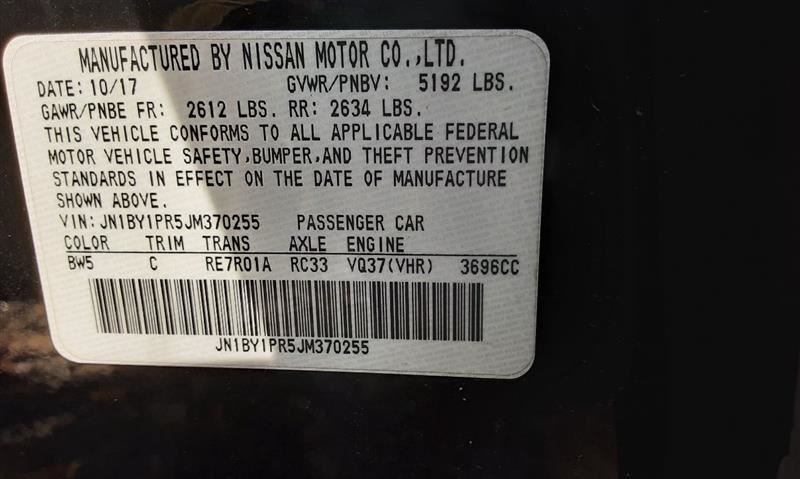 MANUFACTURED BY NISSAN MOTOR CO.,LTD.
DATE: 10/17 GVWR/PNBV: 5192 LBS.
GAWR/PNBE FR: 2612 LBS. RR: 2634 LBS.
THIS VEHICLE CONFORMS TO ALL APPLICABLE FEDERAL
MOTOR VEHICLE SAFETY,BUMPER,AND THEFT PREVENTION
STANDARDS IN EFFECT ON THE DATE OF MANUFACTURE
SHOWN ABOVE.
VIN: JN1BY1PR5JM370255 PASSENGER CAR
COLOR TRIM TRANS AXLE ENGINE
BW5 C RE7R01A RC33 VQ37(VHR) 3696CC
JN1BY1PR5JM370255